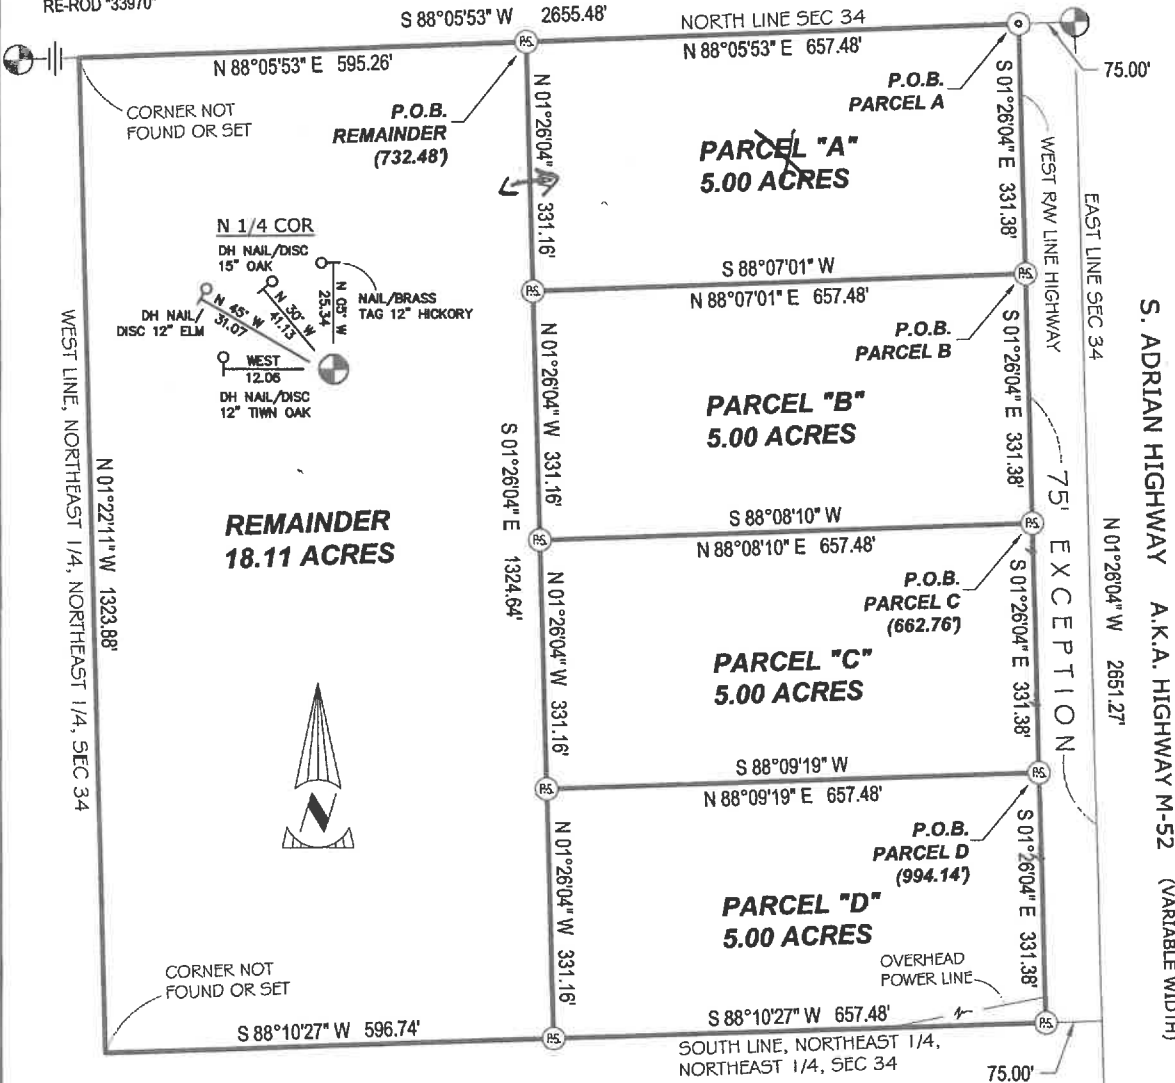 RE-ROD "33970"
S 88°05'53" W 2655.48'
NORTH LINE SEC 34
N 88°05'53" E 595.26'
N 88°05'53" E 657.48'
75.00'
CORNER NOT
FOUND OR SET
P.O.B.
REMAINDER
(732.48')
P.O.B.
PARCEL A
N 01°26'04" W 331.16'
PARCEL "A"
5.00 ACRES
S 01°26'04" E 331.38'
WEST R/W LINE HIGHWAY
EAST LINE SEC 34
N 1/4 COR
DH NAIL/DISC
15" OAK
NAIL/BRASS
TAG 12" HICKORY
N 05° W
25.34
N 30° W
41.13
N 45° W
31.07
DH NAIL/
DISC 12" ELM
WEST
12.06
DH NAIL/DISC
12" TIWN OAK
S 88°07'01" W
N 88°07'01" E 657.48'
P.O.B.
PARCEL B
N 01°26'04" W 331.16'
PARCEL "B"
5.00 ACRES
S 01°26'04" E 331.38'
WEST LINE, NORTHEAST 1/4, NORTHEAST 1/4, SEC 34
N 01°22'11" W 1323.88'
S 01°26'04" E 1324.64'
REMAINDER
18.11 ACRES
S 88°08'10" W
N 88°08'10" E 657.48'
P.O.B.
PARCEL C
(662.76')
N 01°26'04" W 331.16'
PARCEL "C"
5.00 ACRES
S 01°26'04" E 331.38'
75' EXCEPTION
N 01°26'04" W 2651.27'
S. ADRIAN HIGHWAY A.K.A. HIGHWAY M-52 (VARIABLE WIDTH)
N
S 88°09'19" W
N 88°09'19" E 657.48'
P.O.B.
PARCEL D
(994.14')
N 01°26'04" W 331.16'
PARCEL "D"
5.00 ACRES
S 01°26'04" E 331.38'
OVERHEAD
POWER LINE
CORNER NOT
FOUND OR SET
S 88°10'27" W 596.74'
S 88°10'27" W 657.48'
SOUTH LINE, NORTHEAST 1/4,
NORTHEAST 1/4, SEC 34
75.00'
P.S.
P.S.
P.S.
P.S.
P.S.
P.S.
P.S.
P.S.
P.S.